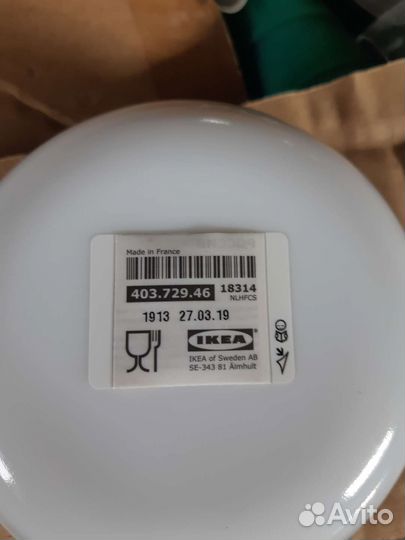 Made in France
403.729.46
18314
NLHFCS
1913 27.03.19
IKEA
IKEA of Sweden AB
SE-343 81 Älmhult
Avito